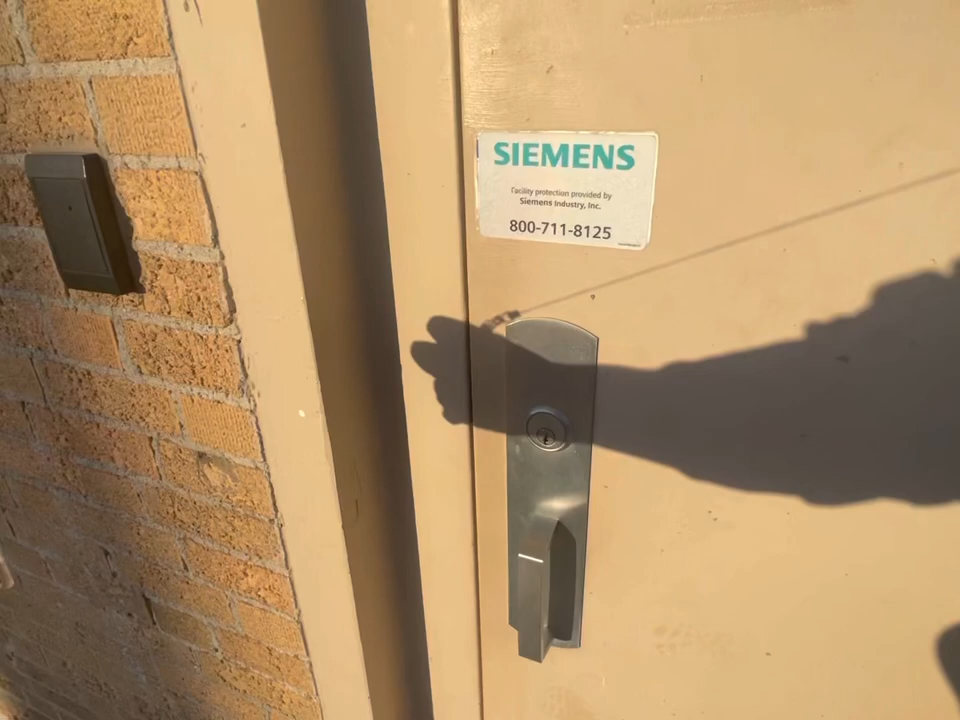 SIEMENS
Facility protection provided by
Siemens Industry, Inc.
800-711-8125